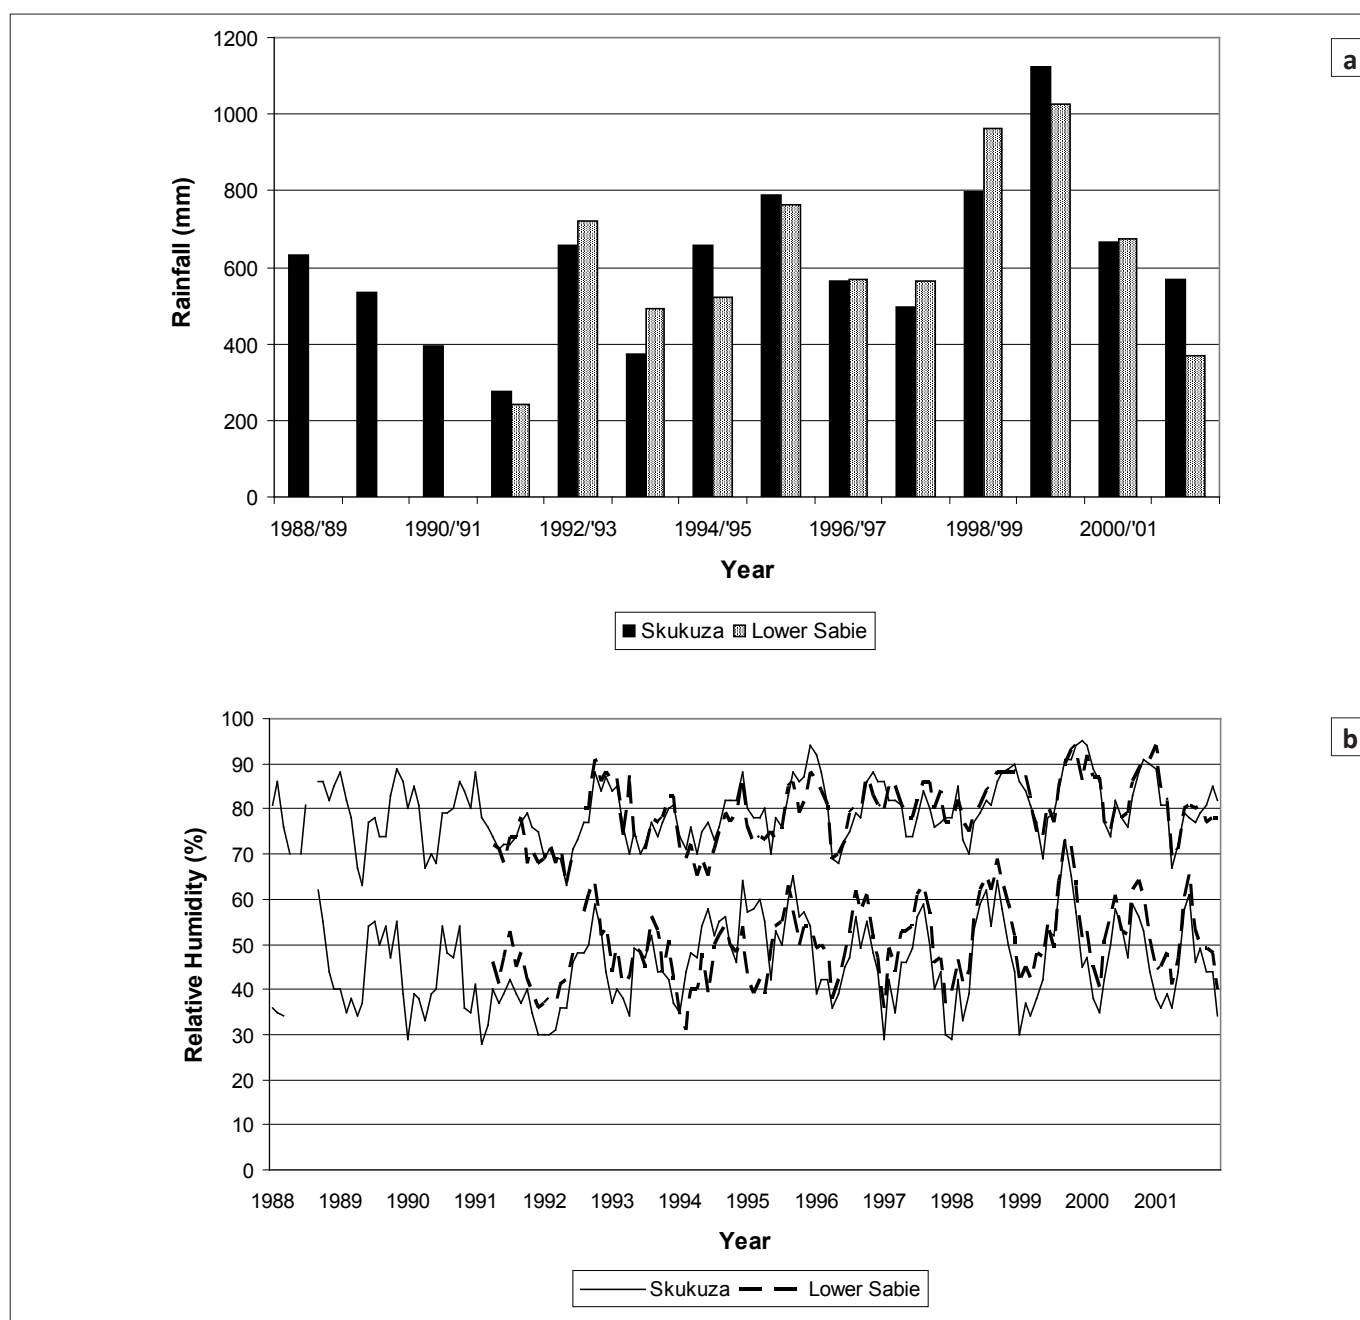 a
1200
1000
800
600
400
200
0
Rainfall (mm)
1988/'89 1990/'91 1992/'93 1994/'95 1996/'97 1998/'99 2000/'01
Year
Skukuza Lower Sabie
b
100
90
80
70
60
50
40
30
20
10
0
Relative Humidity (%)
1988 1989 1990 1991 1992 1993 1994 1995 1996 1997 1998 1999 2000 2001
Year
Skukuza Lower Sabie